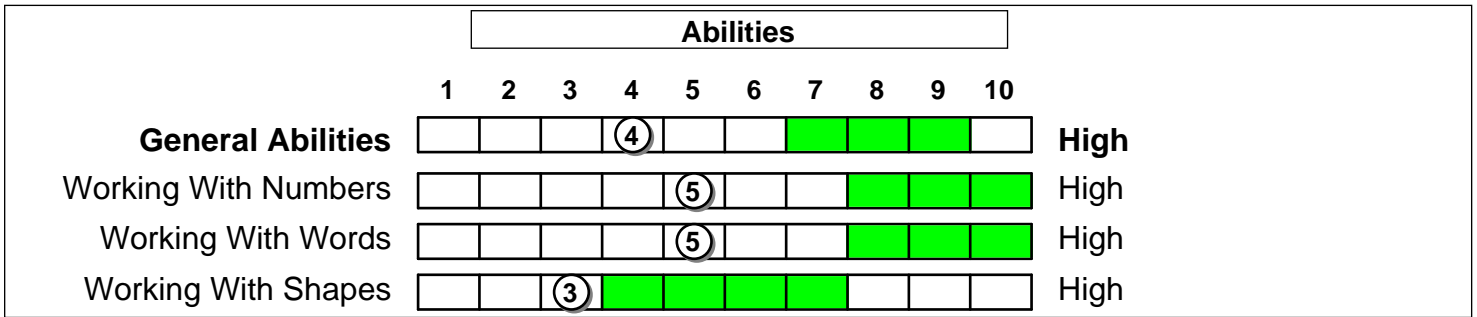 Abilities
1 2 3 4 5 6 7 8 9 10
General Abilities 4 High
Working With Numbers 5 High
Working With Words 5 High
Working With Shapes 3 High